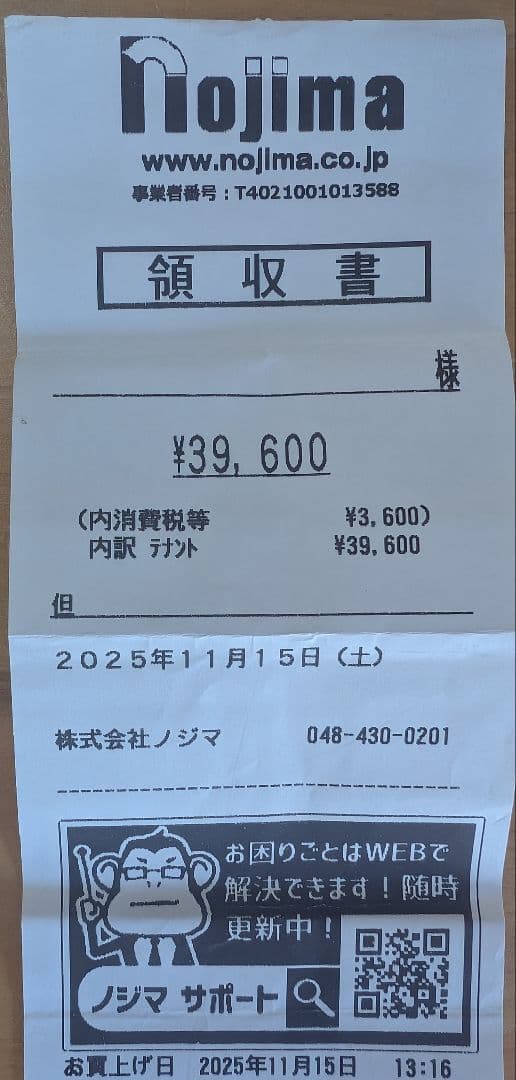 nojima
www.nojima.co.jp
事業者番号：T4021001013588
領収書
様
¥39,600
（内消費税等 ¥3,600）
内訳 ﾃﾅﾝﾄ ¥39,600
但
２０２５年１１月１５日（土）
株式会社ノジマ 048-430-0201
お困りごとはWEBで
解決できます！随時
更新中！
ノジマ サポート
お買上げ日 2025年11月15日 13:16